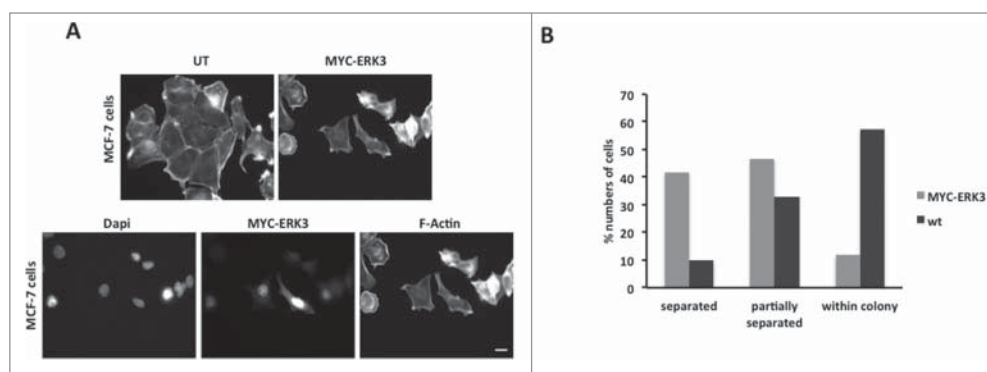 A
UT MYC-ERK3
MCF-7 cells
Dapi MYC-ERK3 F-Actin
MCF-7 cells
B
70
60
50
40
30
20
10
0
% numbers of cells
separated partially separated within colony
MYC-ERK3
wt